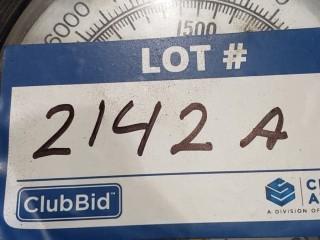 6000
1500
LOT #
2142 A
ClubBid
A DIVISION OF